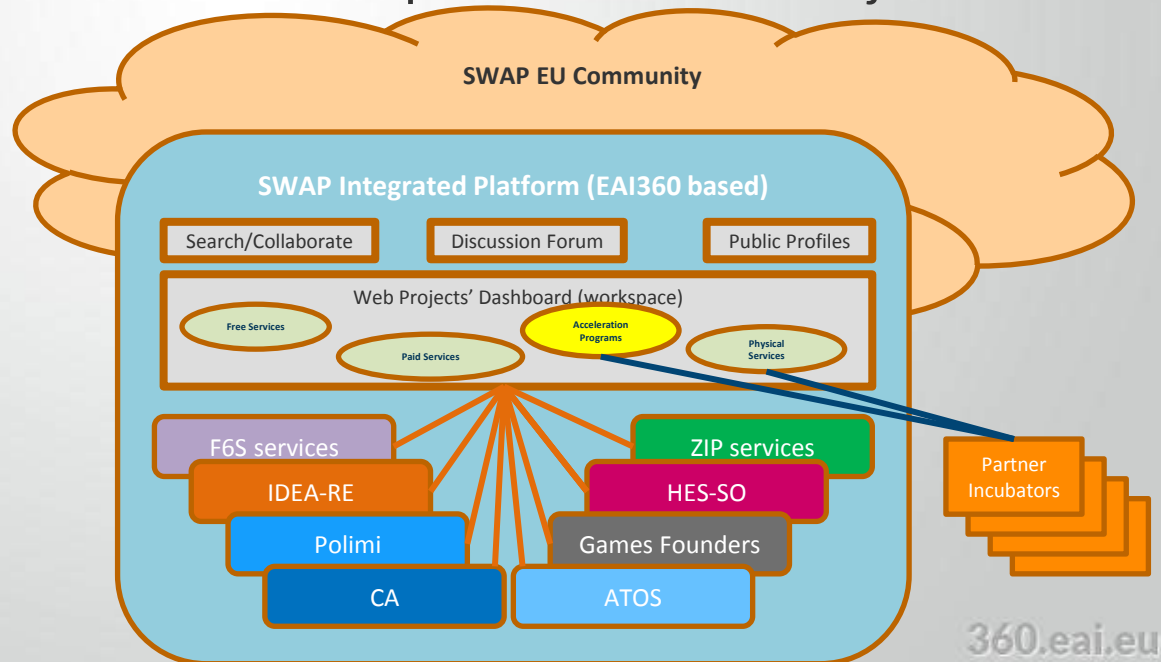 SWAP EU Community
SWAP Integrated Platform (EAI360 based)
Search/Collaborate
Discussion Forum
Public Profiles
Web Projects’ Dashboard (workspace)
Free Services
Paid Services
Acceleration
Programs
Physical
Services
F6S services
ZIP services
IDEA-RE
HES-SO
Polimi
Games Founders
CA
ATOS
Partner
Incubators
360.eai.eu